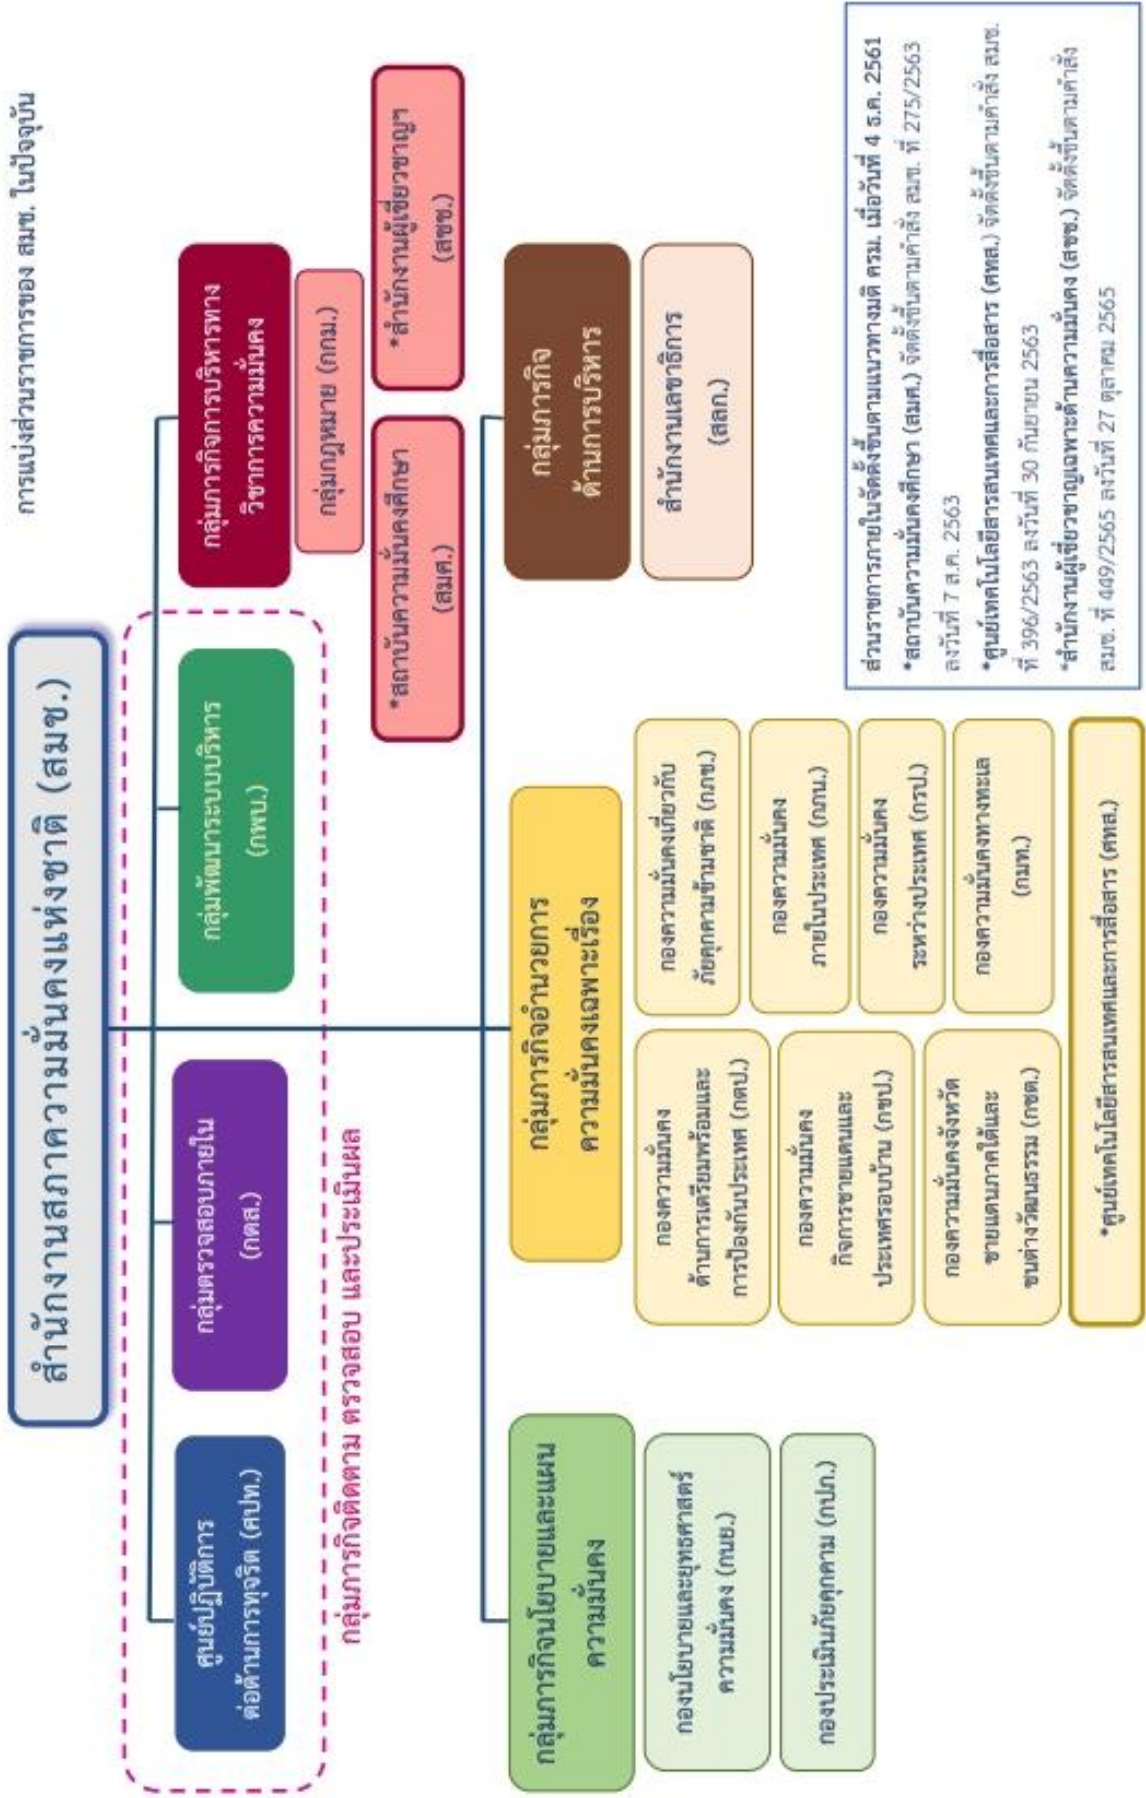 การแบ่งส่วนราชการของ สมช. ในปัจจุบัน
สำนักงานสภาความมั่นคงแห่งชาติ (สมช.)
ศูนย์ปฏิบัติการ
ต่อต้านการทุจริต (ศปท.)
กลุ่มตรวจสอบภายใน
(กตส.)
กลุ่มพัฒนาระบบบริหาร
(กพบ.)
กลุ่มภารกิจติดตาม ตรวจสอบ และประเมินผล
กลุ่มภารกิจการบริหารทาง
วิชาการความมั่นคง
กลุ่มกฎหมาย (กกม.)
*สถาบันความมั่นคงศึกษา
(สมศ.)
*สำนักงานผู้เชี่ยวชาญฯ
(สชช.)
กลุ่มภารกิจนโยบายและแผน
ความมั่นคง
กองนโยบายและยุทธศาสตร์
ความมั่นคง (กนย.)
กองประเมินภัยคุกคาม (กปภ.)
กลุ่มภารกิจอำนวยการ
ความมั่นคงเฉพาะเรื่อง
กองความมั่นคง
ด้านการเตรียมพร้อมและ
การป้องกันประเทศ (กตป.)
กองความมั่นคง
กิจการชายแดนและ
ประเทศรอบบ้าน (กชป.)
กองความมั่นคงจังหวัด
ชายแดนภาคใต้และ
ชนต่างวัฒนธรรม (กชต.)
กองความมั่นคงเกี่ยวกับ
ภัยคุกคามข้ามชาติ (กภช.)
กองความมั่นคง
ภายในประเทศ (กภน.)
กองความมั่นคง
ระหว่างประเทศ (กรป.)
กองความมั่นคงทางทะเล
(กมท.)
*ศูนย์เทคโนโลยีสารสนเทศและการสื่อสาร (ศทส.)
กลุ่มภารกิจ
ด้านการบริหาร
สำนักงานเลขาธิการ
(สลก.)
ส่วนราชการภายในจัดตั้งขึ้นตามแนวทางมติ ครม. เมื่อวันที่ 4 ธ.ค. 2561
*สถาบันความมั่นคงศึกษา (สมศ.) จัดตั้งขึ้นตามคำสั่ง สมช. ที่ 275/2563
ลงวันที่ 7 ส.ค. 2563
*ศูนย์เทคโนโลยีสารสนเทศและการสื่อสาร (ศทส.) จัดตั้งขึ้นตามคำสั่ง สมช.
ที่ 396/2563 ลงวันที่ 30 กันยายน 2563
*สำนักงานผู้เชี่ยวชาญเฉพาะด้านความมั่นคง (สชช.) จัดตั้งขึ้นตามคำสั่ง
สมช. ที่ 449/2565 ลงวันที่ 27 ตุลาคม 2565